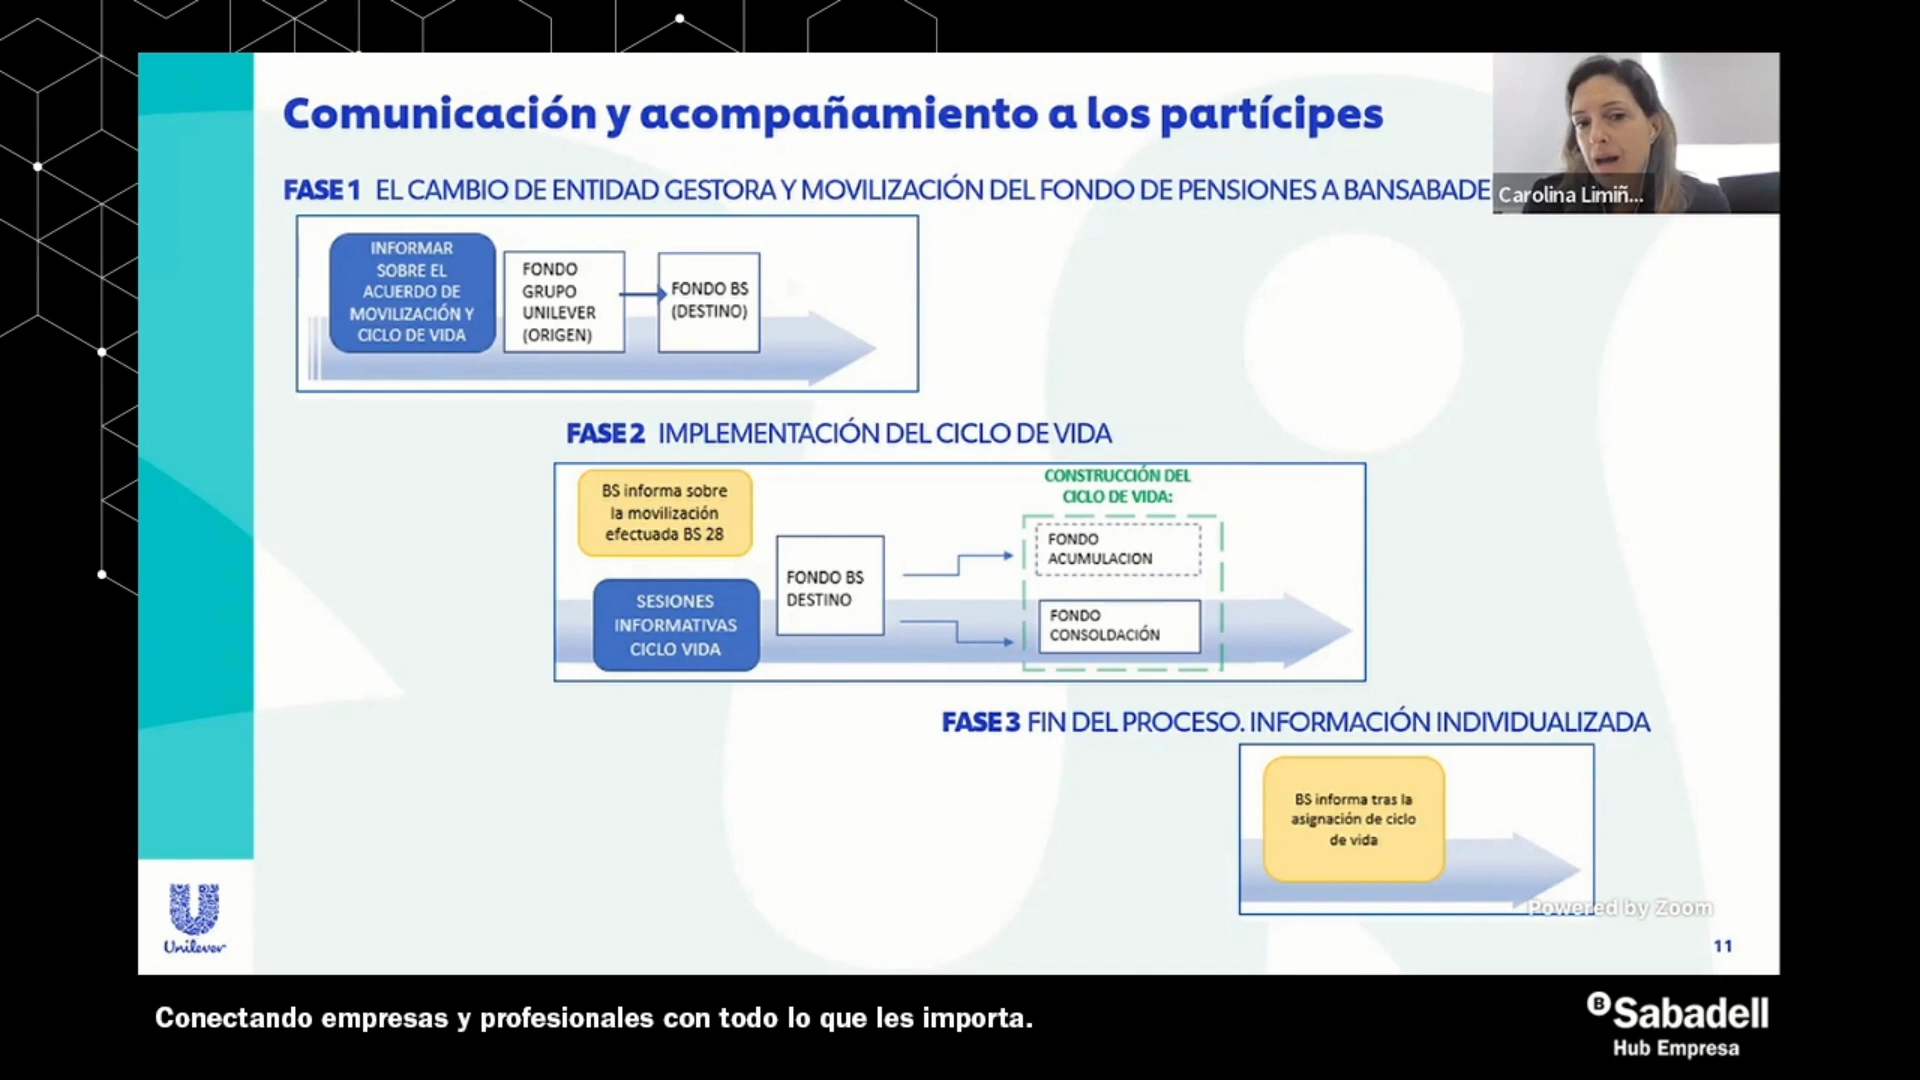 Comunicación y acompañamiento a los partícipes
FASE 1 EL CAMBIO DE ENTIDAD GESTORA Y MOVILIZACIÓN DEL FONDO DE PENSIONES A BANSABADE
Carolina Limiñ...
INFORMAR
SOBRE EL
ACUERDO DE
MOVILIZACIÓN Y
CICLO DE VIDA
FONDO
GRUPO
UNILEVER
(ORIGEN)
FONDO BS
(DESTINO)
FASE 2 IMPLEMENTACIÓN DEL CICLO DE VIDA
BS informa sobre
la movilización
efectuada BS 28
SESIONES
INFORMATIVAS
CICLO VIDA
FONDO BS
DESTINO
CONSTRUCCIÓN DEL
CICLO DE VIDA:
FONDO
ACUMULACION
FONDO
CONSOLDACIÓN
FASE 3 FIN DEL PROCESO. INFORMACIÓN INDIVIDUALIZADA
BS informa tras la
asignación de ciclo
de vida
Powered by Zoom
11
Unilever
Conectando empresas y profesionales con todo lo que les importa.
B Sabadell
Hub Empresa